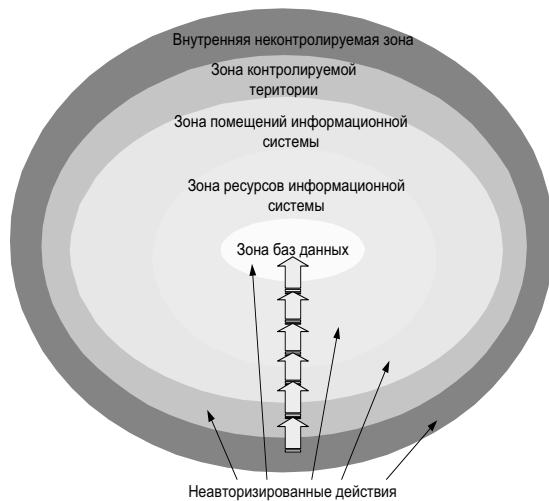 Внутренняя неконтролируемая зона
Зона контролируемой
територии
Зона помещений информационной
системы
Зона ресурсов информационной
системы
Зона баз данных
Неавторизированные действия